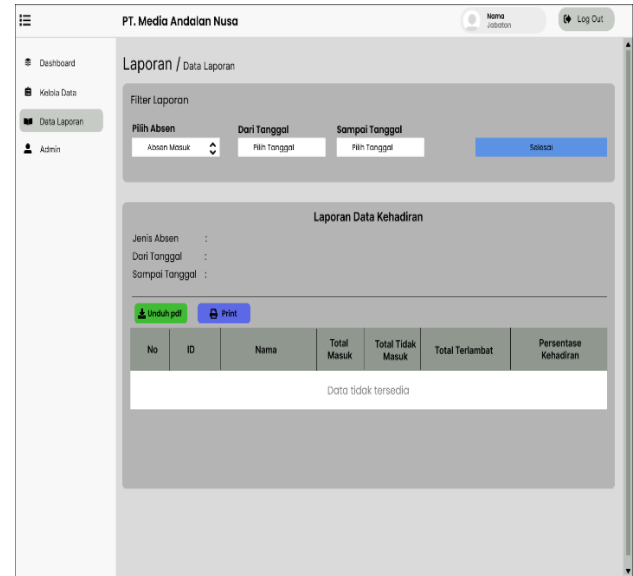 PT. Media Andalan Nusa
Nama
Jabatan
Log Out
Dashboard
Kelola Data
Data Laporan
Admin
Laporan / Data Laporan
Filter Laporan
Pilih Absen
Dari Tanggal
Sampai Tanggal
Absen Masuk
Pilih Tanggal
Pilih Tanggal
Selesai
Laporan Data Kehadiran
Jenis Absen :
Dari Tanggal :
Sampai Tanggal :
Unduh pdf
Print
No
ID
Nama
Total
Masuk
Total Tidak
Masuk
Total Terlambat
Persentase
Kehadiran
Data tidak tersedia